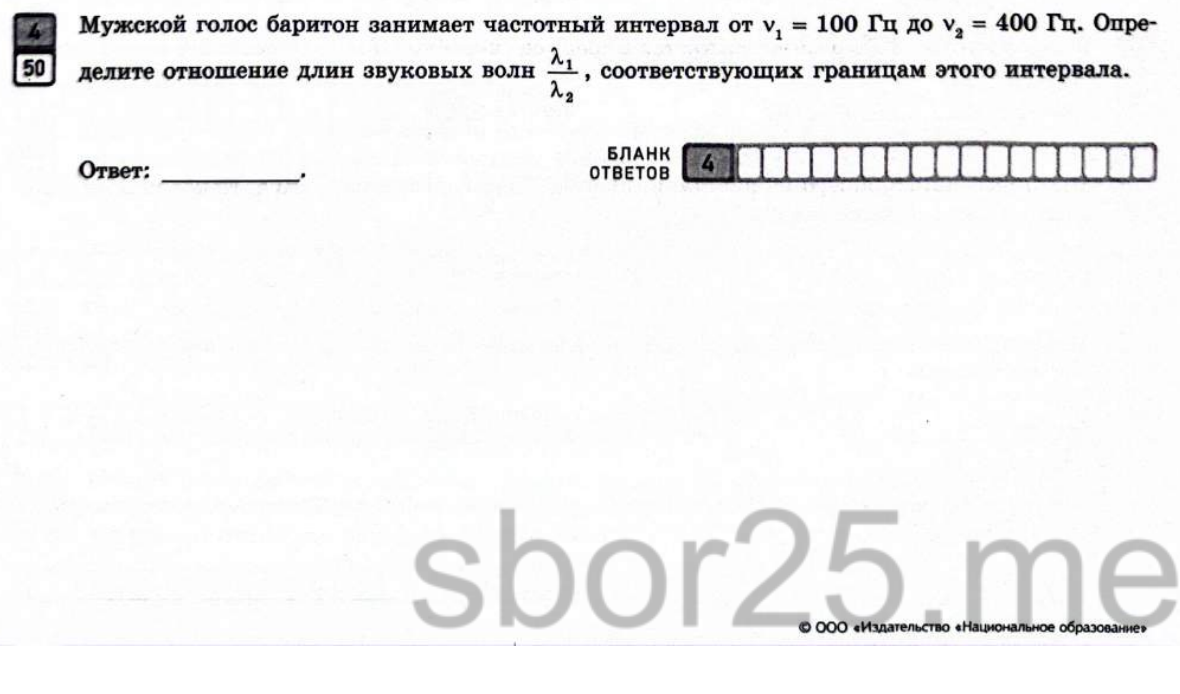 4
50
Мужской голос баритон занимает частотный интервал от ν₁ = 100 Гц до ν₂ = 400 Гц. Опре-
делите отношение длин звуковых волн λ₁/λ₂, соответствующих границам этого интервала.
Ответ: ____________.
БЛАНК
ОТВЕТОВ
4
sbor25.me
© ООО «Издательство «Национальное образование»